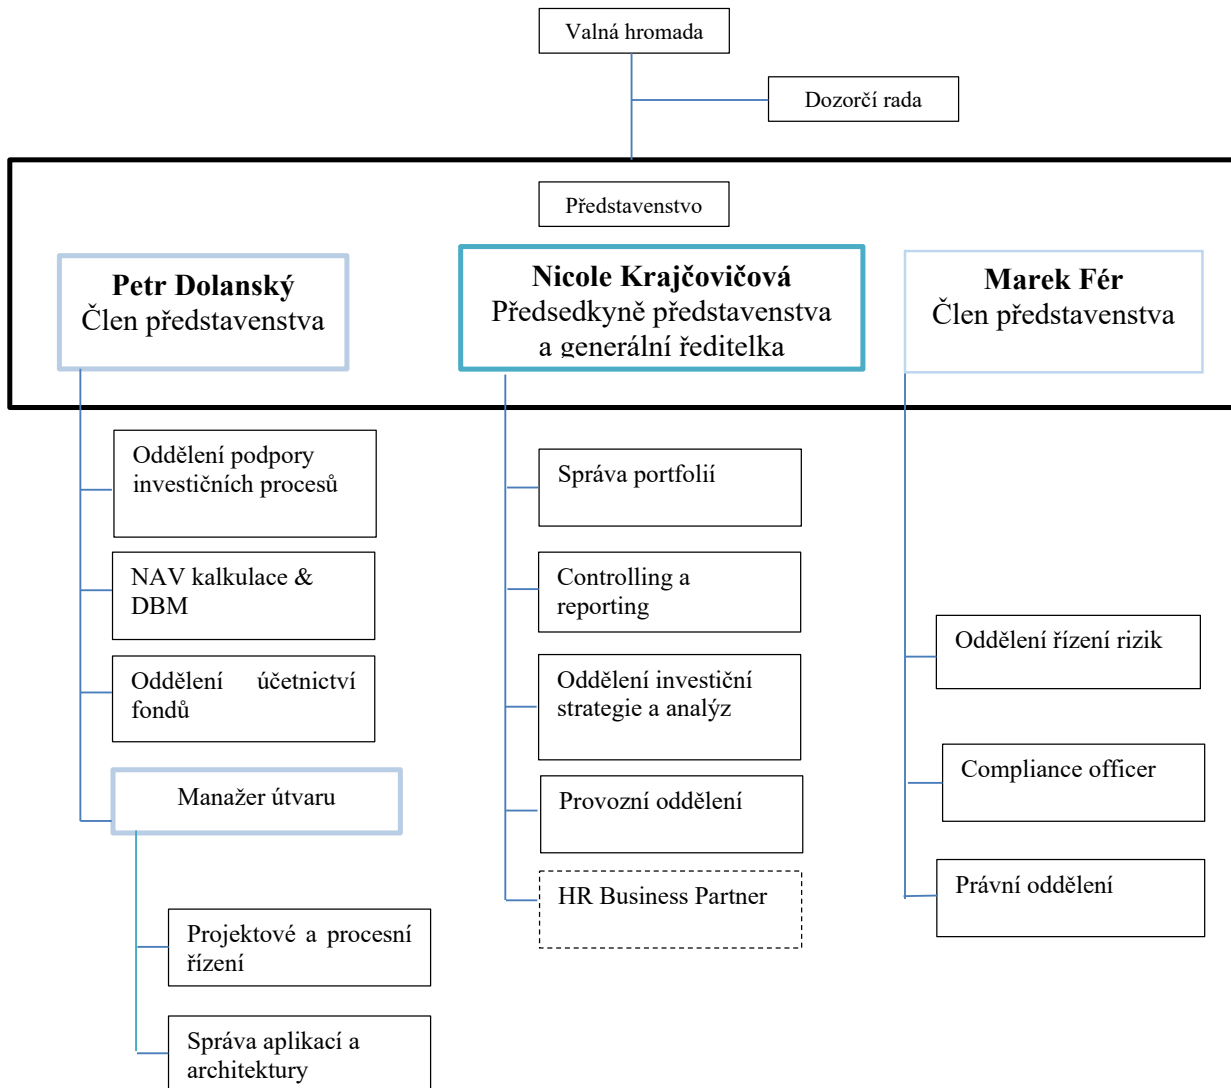 Valná hromada
Dozorčí rada
Představenstvo
Petr Dolanský
Člen představenstva
Nicole Krajčovičová
Předsedkyně představenstva
a generální ředitelka
Marek Fér
Člen představenstva
Oddělení podpory
investičních procesů
NAV kalkulace &
DBM
Oddělení účetnictví
fondů
Manažer útvaru
Projektové a procesní
řízení
Správa aplikací a
architektury
Správa portfolií
Controlling a
reporting
Oddělení investiční
strategie a analýz
Provozní oddělení
HR Business Partner
Oddělení řízení rizik
Compliance officer
Právní oddělení